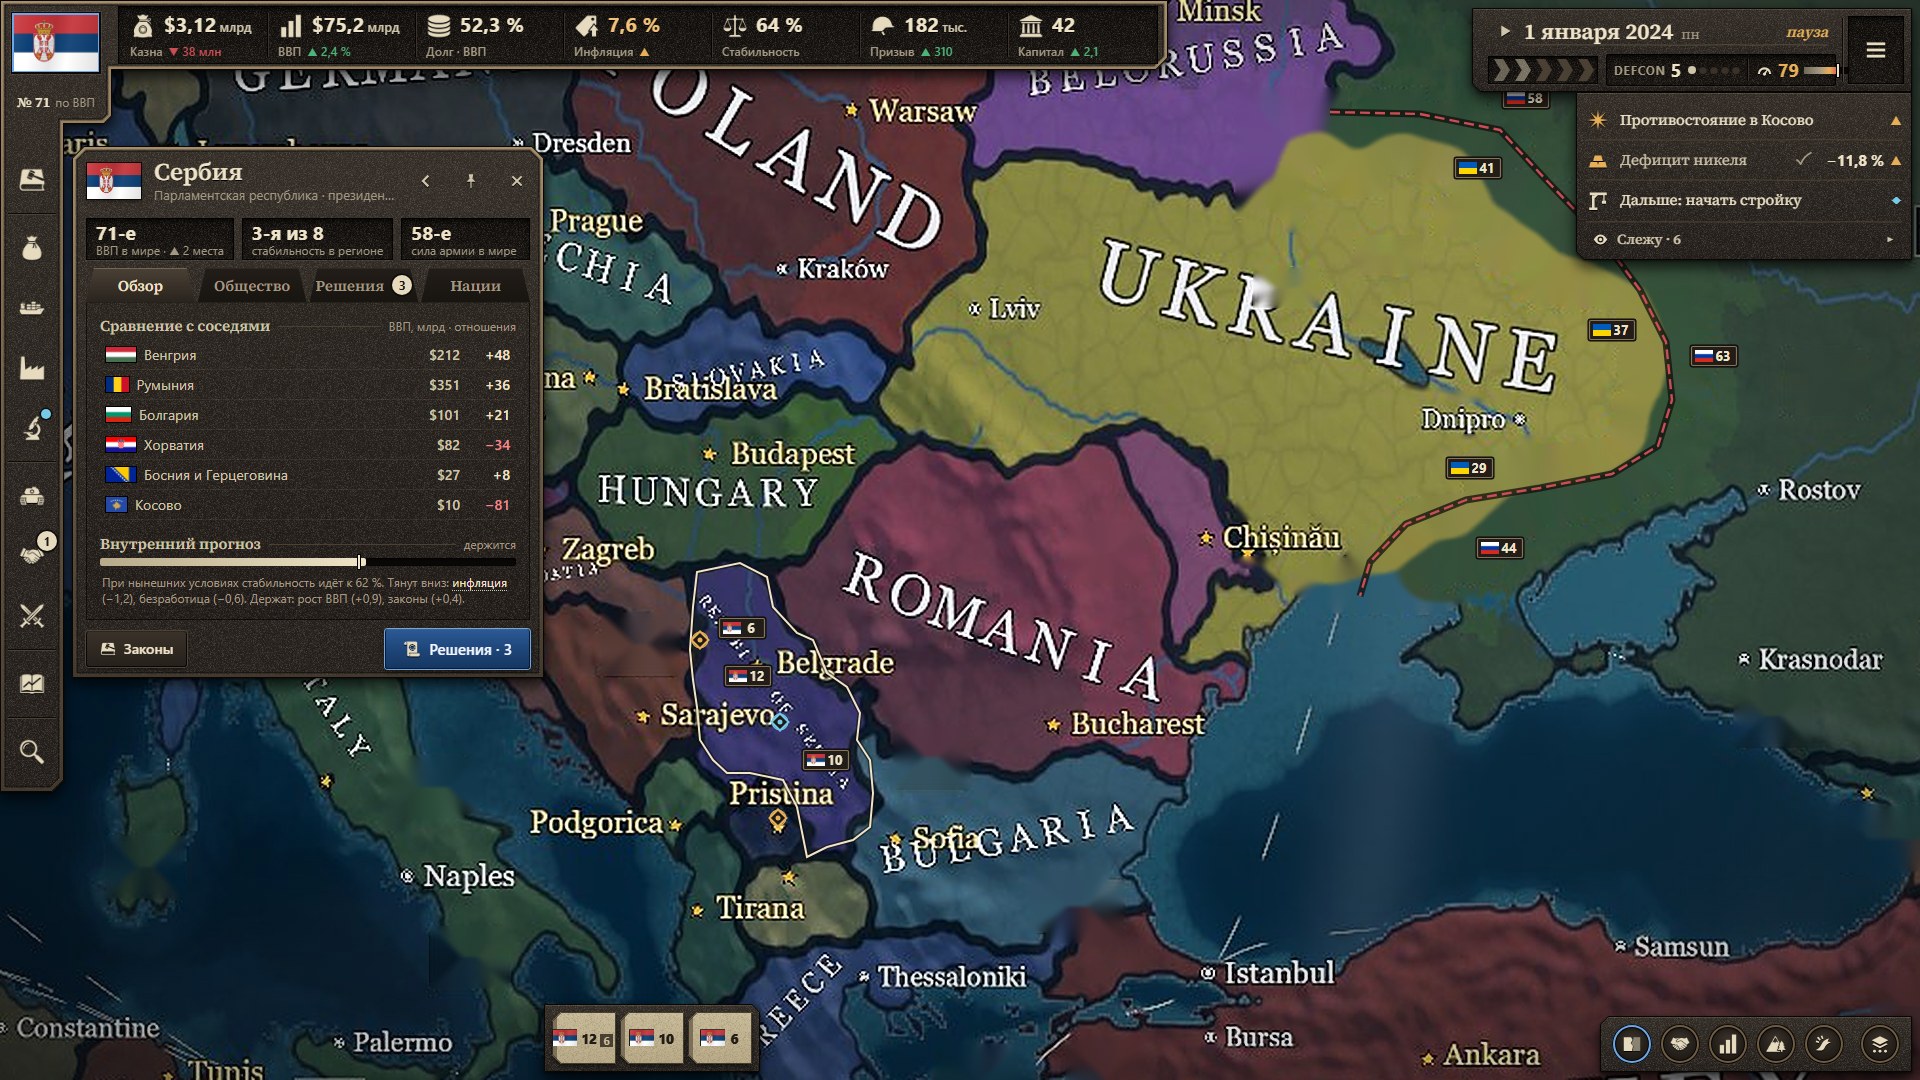 $3,12 млрд
Казна ▼ 38 млн
$75,2 млрд
ВВП ▲ 2,4 %
52,3 %
Долг · ВВП
7,6 %
Инфляция ▲
64 %
Стабильность
182 тыс.
Призыв ▲ 310
42
Капитал ▲ 2,1
№ 71 по ВВП
1 января 2024 пн
пауза
DEFCON 5
79
Противостояние в Косово
Дефицит никеля
−11,8 %
Дальше: начать стройку
Слежу · 6
Сербия
Парламентская республика · президен...
71-е
ВВП в мире · ▲ 2 места
3-я из 8
стабильность в регионе
58-е
сила армии в мире
Обзор
Общество
Решения 3
Нации
Сравнение с соседями
ВВП, млрд · отношения
Венгрия $212 +48
Румыния $351 +36
Болгария $101 +21
Хорватия $82 −34
Босния и Герцеговина $27 +8
Косово $10 −81
Внутренний прогноз
держится
При нынешних условиях стабильность идёт к 62 %. Тянут вниз: инфляция
(−1,2), безработица (−0,6). Держат: рост ВВП (+0,9), законы (+0,4).
Законы
Решения · 3
1
Minsk
BELORUSSIA
POLAND
Warsaw
Dresden
Prague
Kraków
Lviv
UKRAINE
58
41
37
63
29
44
SLOVAKIA
Bratislava
Budapest
HUNGARY
Dnipro
Rostov
Zagreb
Chișinău
ROMANIA
6
12
Belgrade
Sarajevo
10
Bucharest
Krasnodar
Pristina
Podgorica
Sofia
BULGARIA
Naples
Tirana
Thessaloniki
Istanbul
Samsun
Constantine
Palermo
Bursa
Ankara
Tunis
12 6
10
6